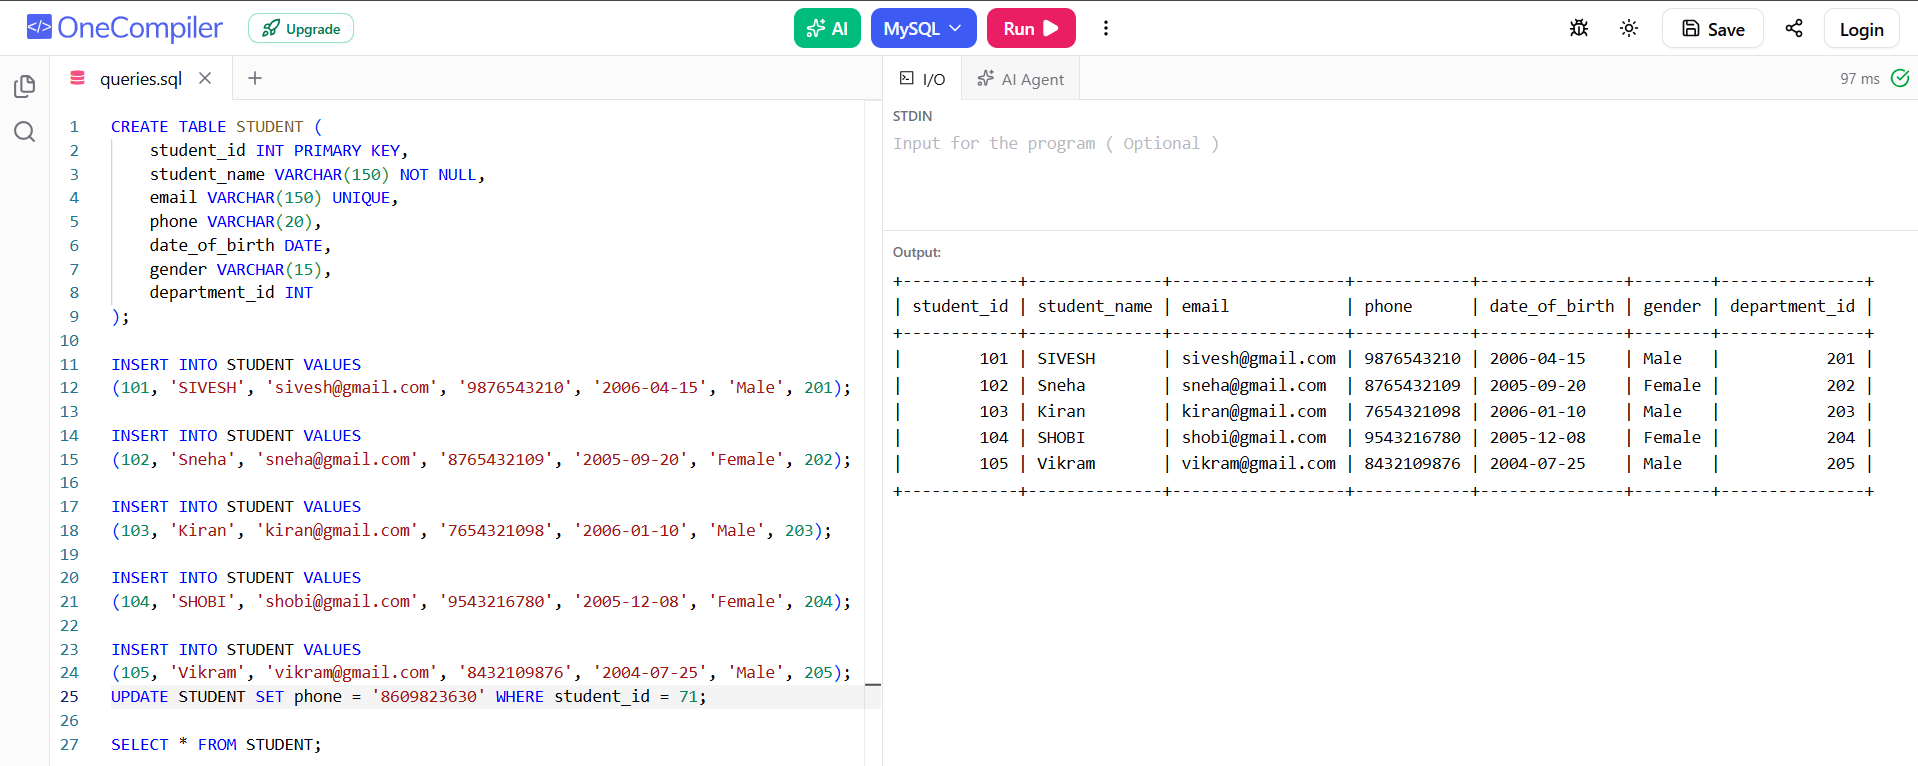 </> OneCompiler Upgrade AI MySQL Run Save Login
queries.sql I/O AI Agent 97 ms
STDIN
Input for the program ( Optional )
1 CREATE TABLE STUDENT (
2 student_id INT PRIMARY KEY,
3 student_name VARCHAR(150) NOT NULL,
4 email VARCHAR(150) UNIQUE,
5 phone VARCHAR(20),
6 date_of_birth DATE,
7 gender VARCHAR(15),
8 department_id INT
9 );
10
11 INSERT INTO STUDENT VALUES
12 (101, 'SIVESH', 'sivesh@gmail.com', '9876543210', '2006-04-15', 'Male', 201);
13
14 INSERT INTO STUDENT VALUES
15 (102, 'Sneha', 'sneha@gmail.com', '8765432109', '2005-09-20', 'Female', 202);
16
17 INSERT INTO STUDENT VALUES
18 (103, 'Kiran', 'kiran@gmail.com', '7654321098', '2006-01-10', 'Male', 203);
19
20 INSERT INTO STUDENT VALUES
21 (104, 'SHOBI', 'shobi@gmail.com', '9543216780', '2005-12-08', 'Female', 204);
22
23 INSERT INTO STUDENT VALUES
24 (105, 'Vikram', 'vikram@gmail.com', '8432109876', '2004-07-25', 'Male', 205);
25 UPDATE STUDENT SET phone = '8609823630' WHERE student_id = 71;
26
27 SELECT * FROM STUDENT;
Output:
+------------+--------------+------------------+------------+---------------+--------+---------------+
| student_id | student_name | email | phone | date_of_birth | gender | department_id |
+------------+--------------+------------------+------------+---------------+--------+---------------+
| 101 | SIVESH | sivesh@gmail.com | 9876543210 | 2006-04-15 | Male | 201 |
| 102 | Sneha | sneha@gmail.com | 8765432109 | 2005-09-20 | Female | 202 |
| 103 | Kiran | kiran@gmail.com | 7654321098 | 2006-01-10 | Male | 203 |
| 104 | SHOBI | shobi@gmail.com | 9543216780 | 2005-12-08 | Female | 204 |
| 105 | Vikram | vikram@gmail.com | 8432109876 | 2004-07-25 | Male | 205 |
+------------+--------------+------------------+------------+---------------+--------+---------------+